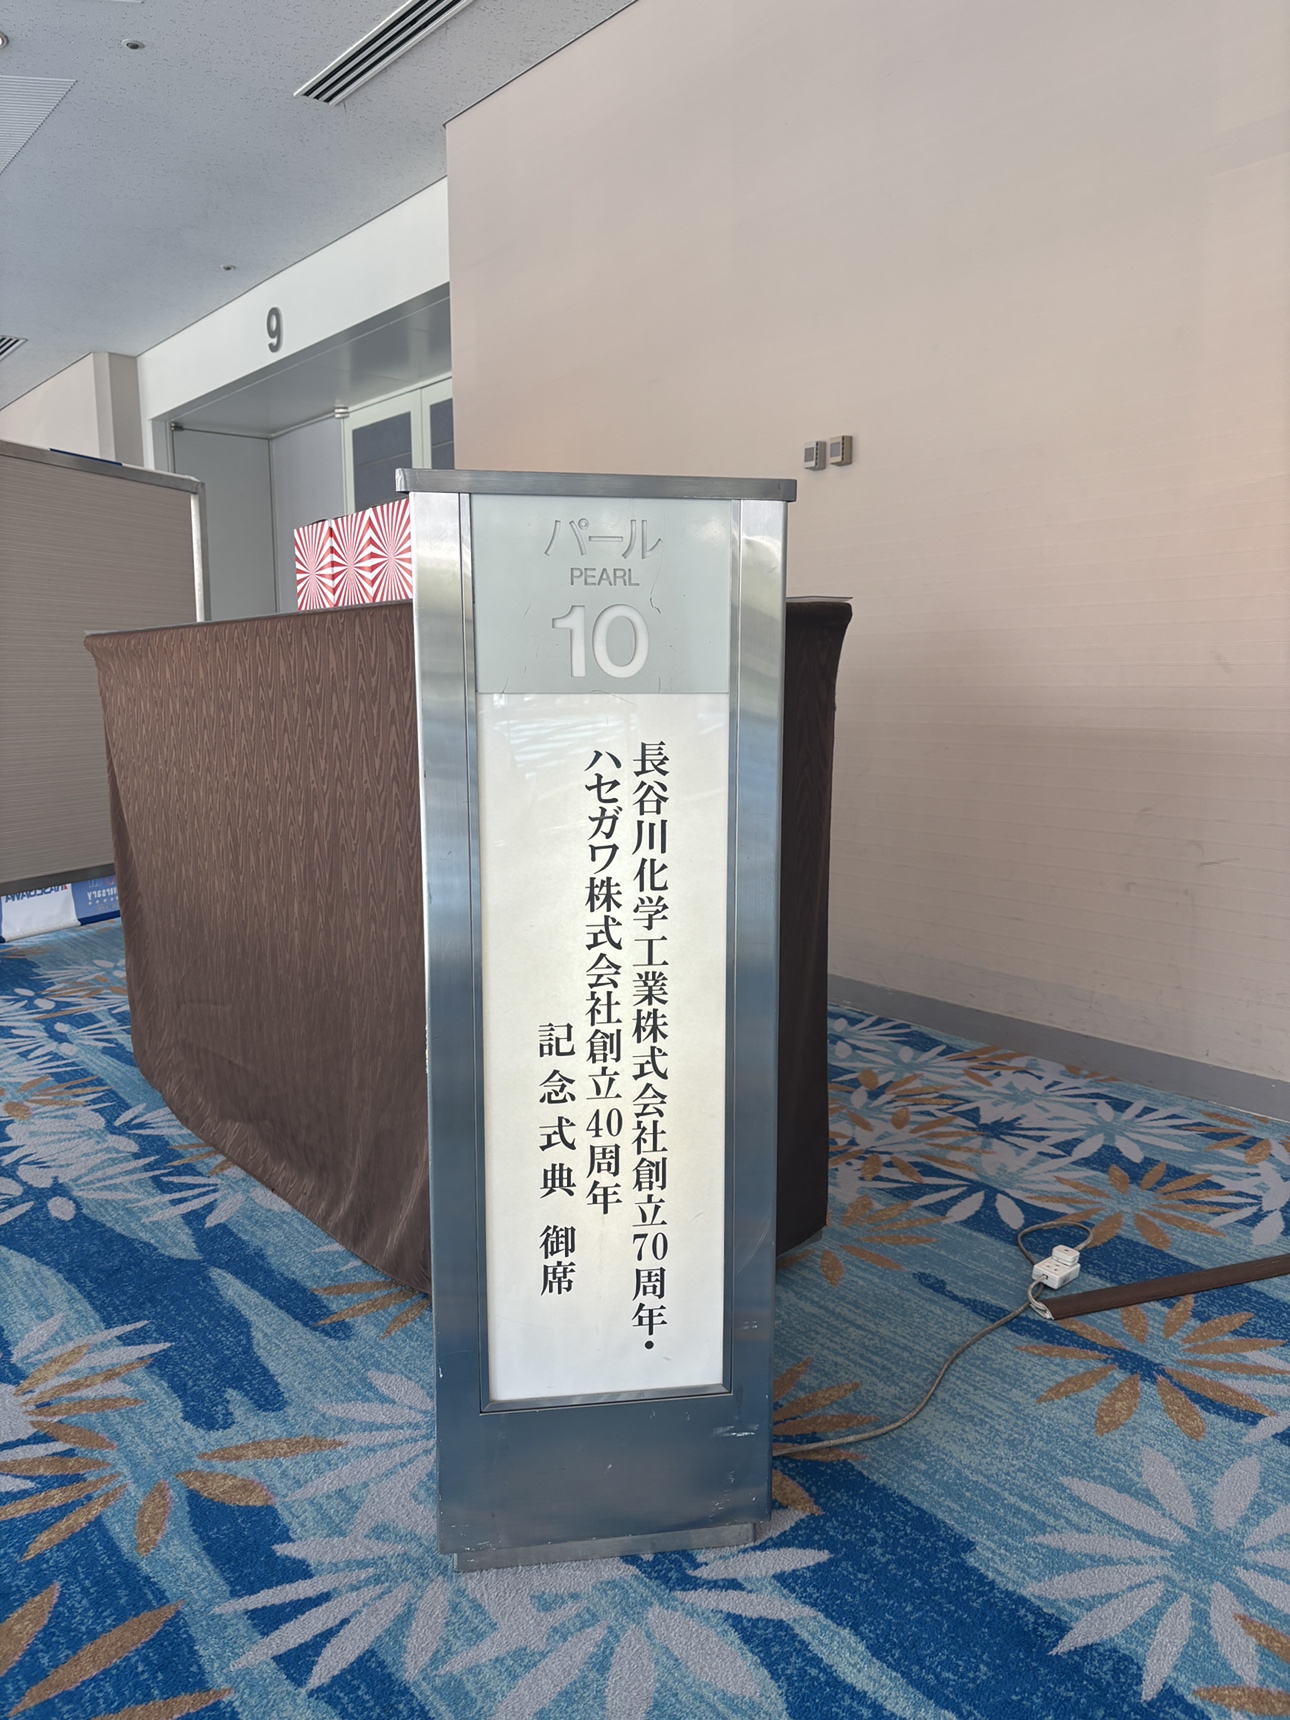 9
パール
PEARL
10
長谷川化学工業株式会社創立70周年・
ハセガワ株式会社創立40周年
記念式典 御席